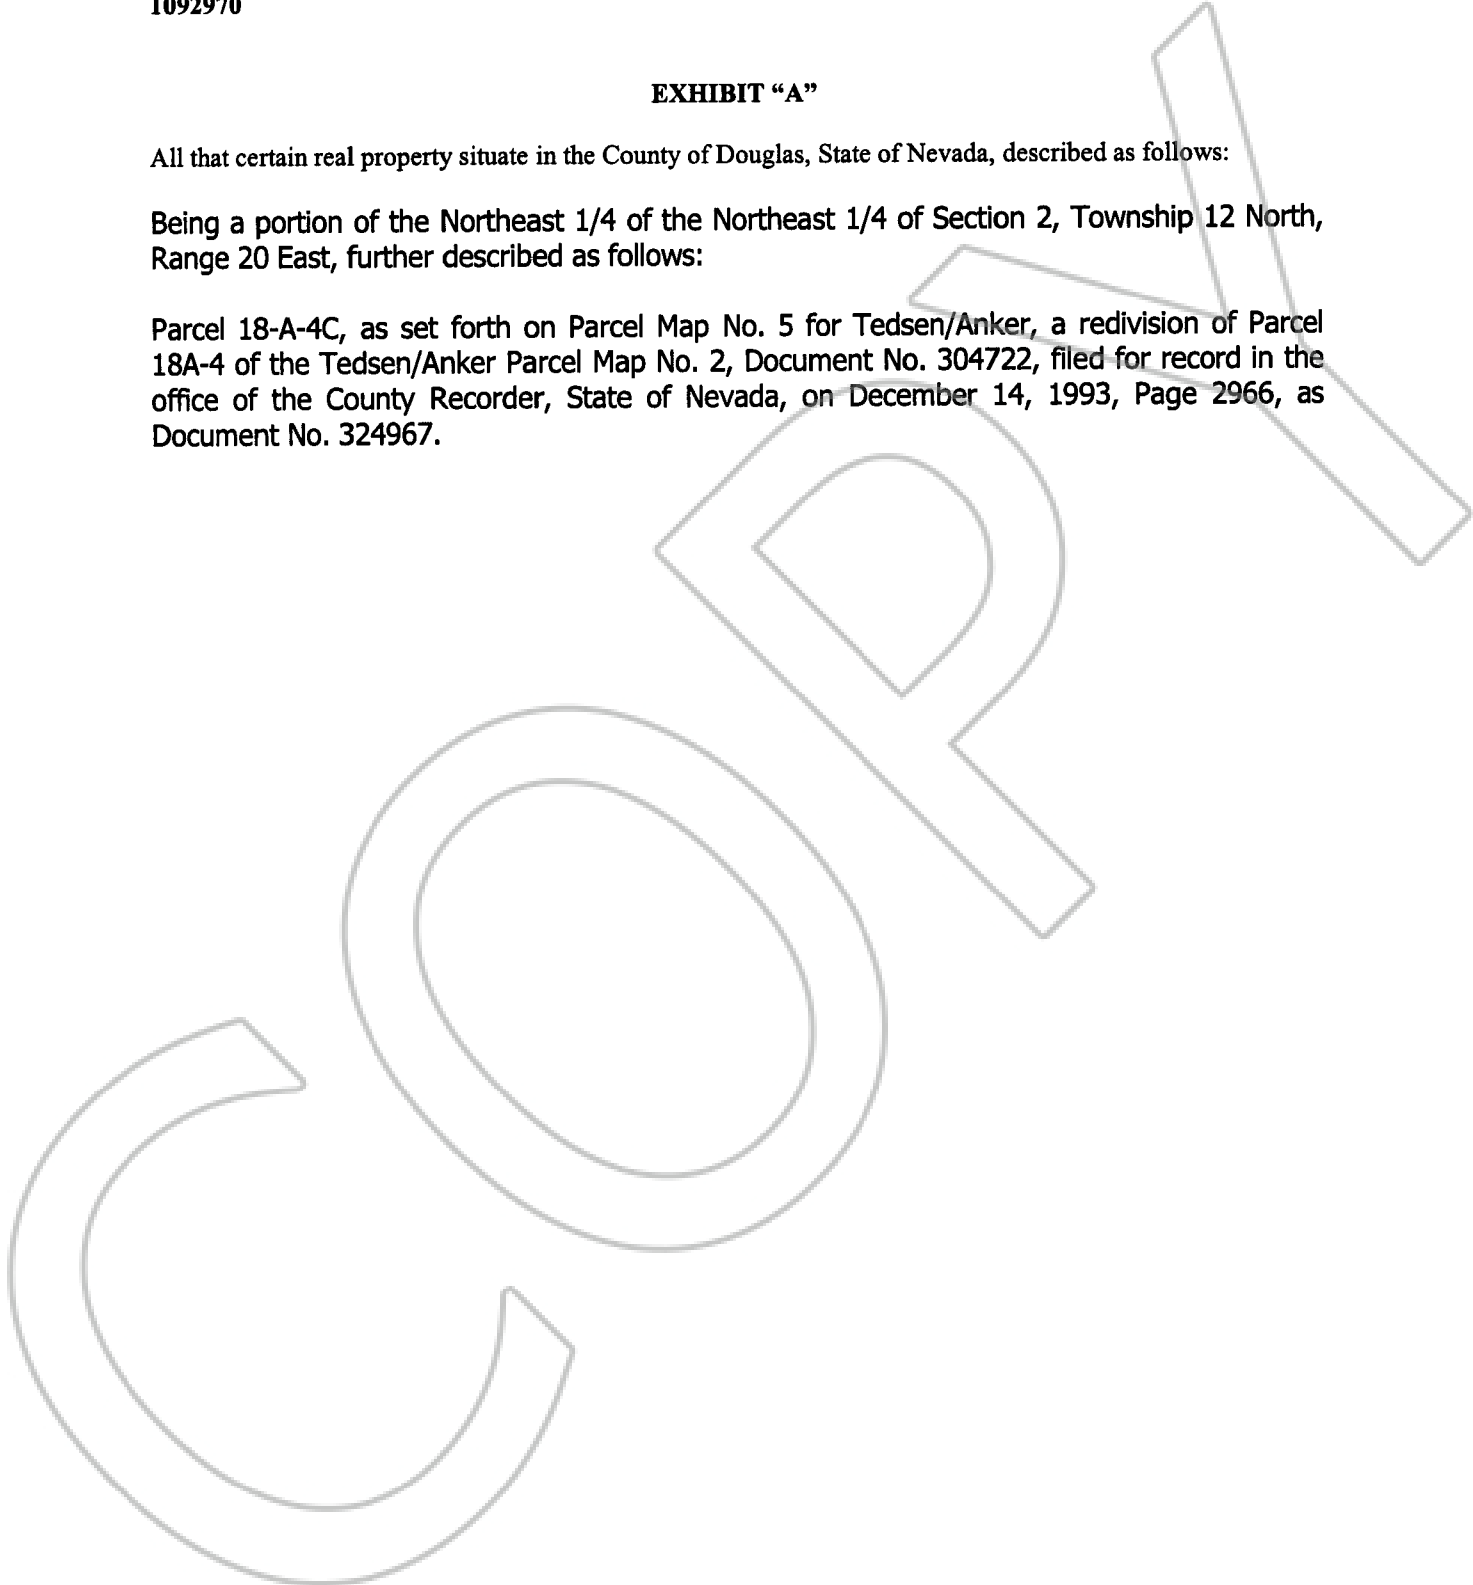 1092970
EXHIBIT “A”
All that certain real property situate in the County of Douglas, State of Nevada, described as follows:
Being a portion of the Northeast 1/4 of the Northeast 1/4 of Section 2, Township 12 North,
Range 20 East, further described as follows:
Parcel 18-A-4C, as set forth on Parcel Map No. 5 for Tedsen/Anker, a redivision of Parcel
18A-4 of the Tedsen/Anker Parcel Map No. 2, Document No. 304722, filed for record in the
office of the County Recorder, State of Nevada, on December 14, 1993, Page 2966, as
Document No. 324967.
COPY